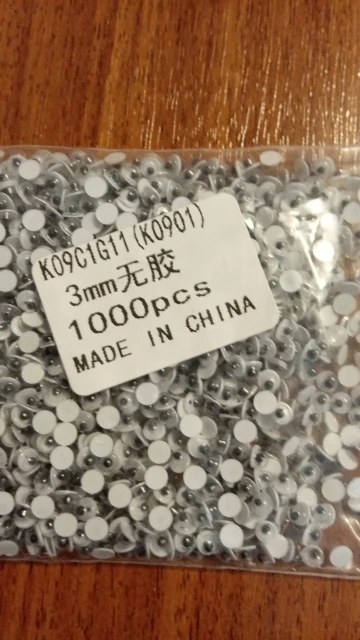 K09C1G11(K0901)
3mm无胶
1000pcs
MADE IN CHINA